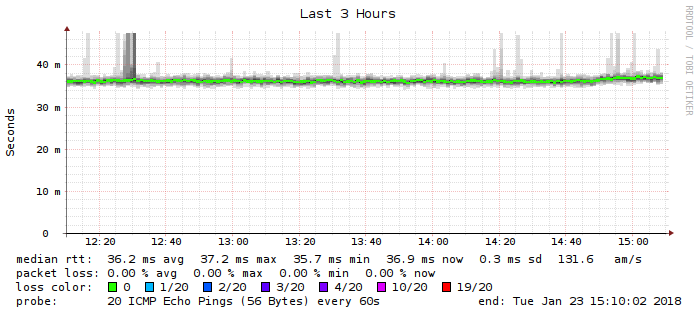 Last 3 Hours
RRDTOOL / TOBI OETIKER
Seconds
40 m
30 m
20 m
10 m
0
12:20 12:40 13:00 13:20 13:40 14:00 14:20 14:40 15:00
median rtt: 36.2 ms avg 37.2 ms max 35.7 ms min 36.9 ms now 0.3 ms sd 131.6 am/s
packet loss: 0.00 % avg 0.00 % max 0.00 % min 0.00 % now
loss color: 0 1/20 2/20 3/20 4/20 10/20 19/20
probe: 20 ICMP Echo Pings (56 Bytes) every 60s end: Tue Jan 23 15:10:02 2018